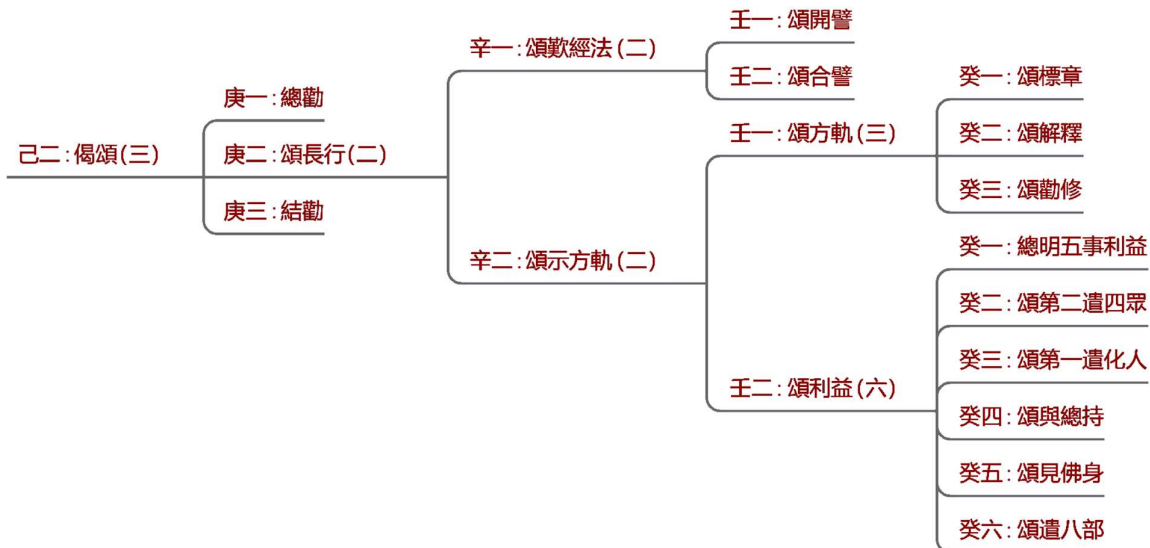 己二:偈頌(三)
庚一:總勸
庚二:頌長行(二)
庚三:結勸
辛一:頌歎經法(二)
壬一:頌開譬
壬二:頌合譬
辛二:頌示方軌(二)
壬一:頌方軌(三)
癸一:頌標章
癸二:頌解釋
癸三:頌勸修
壬二:頌利益(六)
癸一:總明五事利益
癸二:頌第二遣四眾
癸三:頌第一遣化人
癸四:頌與總持
癸五:頌見佛身
癸六:頌遣八部